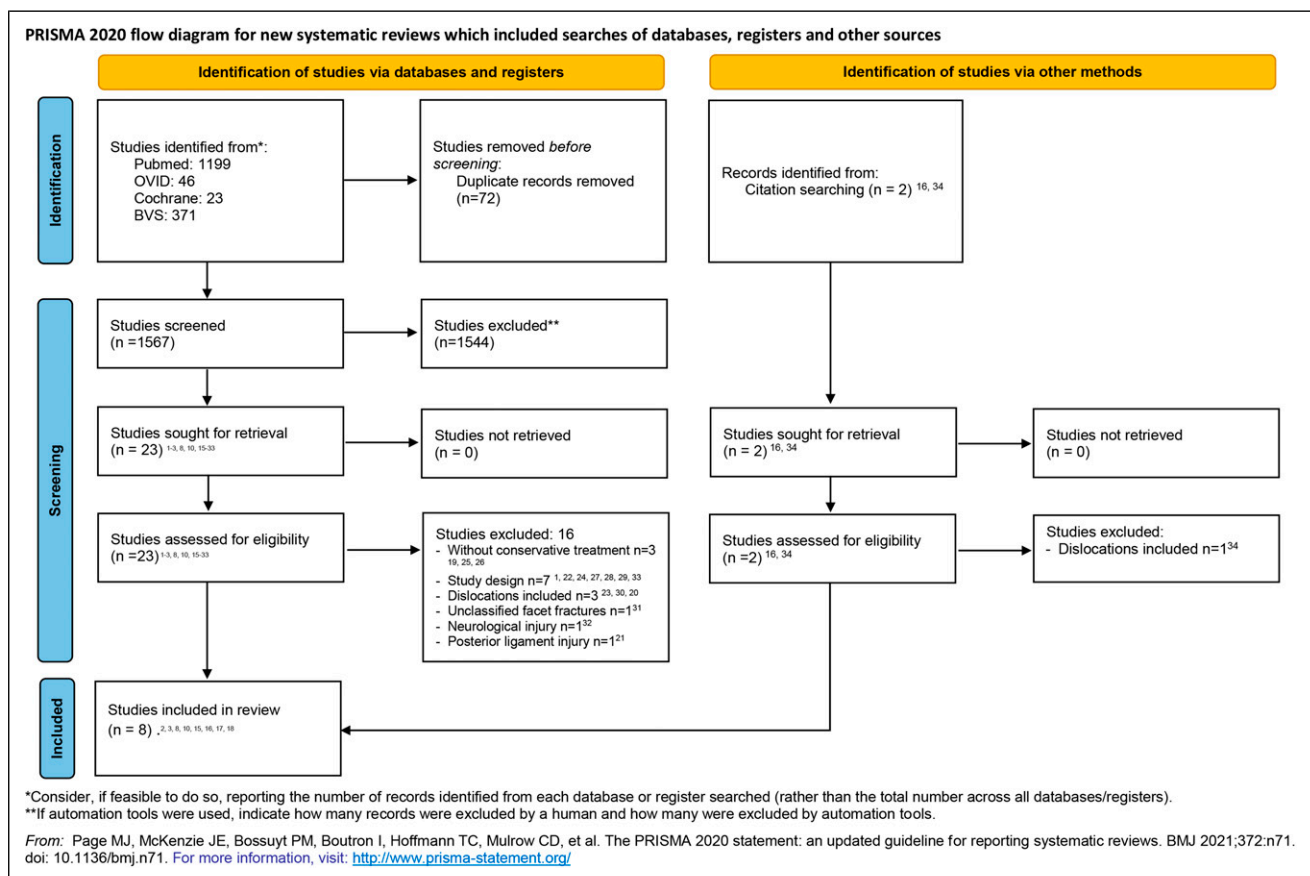 PRISMA 2020 flow diagram for new systematic reviews which included searches of databases, registers and other sources
Identification of studies via databases and registers
Identification of studies via other methods
Identification
Studies identified from*:
Pubmed: 1199
OVID: 46
Cochrane: 23
BVS: 371
Studies removed before
screening:
Duplicate records removed
(n=72)
Records identified from:
Citation searching (n = 2) 16, 34
Screening
Studies screened
(n =1567)
Studies excluded**
(n=1544)
Studies sought for retrieval
(n = 23) 1-3, 8, 10, 15-33
Studies not retrieved
(n = 0)
Studies sought for retrieval
(n = 2) 16, 34
Studies not retrieved
(n = 0)
Studies assessed for eligibility
(n =23)1-3, 8, 10, 15-33
Studies excluded: 16
- Without conservative treatment n=3
19, 25, 26
- Study design n=7 1, 22, 24, 27, 28, 29, 33
- Dislocations included n=3 23, 30, 20
- Unclassified facet fractures n=131
- Neurological injury n=132
- Posterior ligament injury n=121
Studies assessed for eligibility
(n =2) 16, 34
Studies excluded:
- Dislocations included n=134
Included
Studies included in review
(n = 8) .2, 3, 8, 10, 15, 16, 17, 18
*Consider, if feasible to do so, reporting the number of records identified from each database or register searched (rather than the total number across all databases/registers).
**If automation tools were used, indicate how many records were excluded by a human and how many were excluded by automation tools.
From: Page MJ, McKenzie JE, Bossuyt PM, Boutron I, Hoffmann TC, Mulrow CD, et al. The PRISMA 2020 statement: an updated guideline for reporting systematic reviews. BMJ 2021;372:n71.
doi: 10.1136/bmj.n71. For more information, visit: http://www.prisma-statement.org/